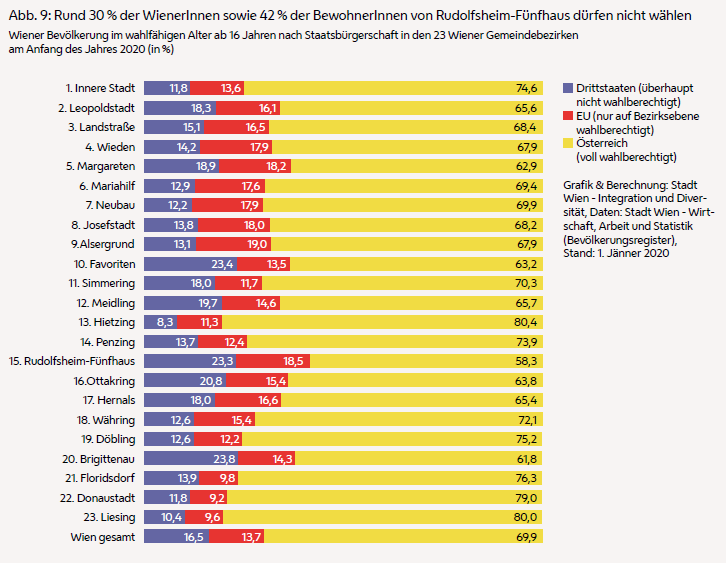 Abb. 9: Rund 30 % der WienerInnen sowie 42 % der BewohnerInnen von Rudolfsheim-Fünfhaus dürfen nicht wählen
Wiener Bevölkerung im wahlfähigen Alter ab 16 Jahren nach Staatsbürgerschaft in den 23 Wiener Gemeindebezirken
am Anfang des Jahres 2020 (in %)
1. Innere Stadt 11,8 13,6 74,6
2. Leopoldstadt 18,3 16,1 65,6
3. Landstraße 15,1 16,5 68,4
4. Wieden 14,2 17,9 67,9
5. Margareten 18,9 18,2 62,9
6. Mariahilf 12,9 17,6 69,4
7. Neubau 12,2 17,9 69,9
8. Josefstadt 13,8 18,0 68,2
9.Alsergrund 13,1 19,0 67,9
10. Favoriten 23,4 13,5 63,2
11. Simmering 18,0 11,7 70,3
12. Meidling 19,7 14,6 65,7
13. Hietzing 8,3 11,3 80,4
14. Penzing 13,7 12,4 73,9
15. Rudolfsheim-Fünfhaus 23,3 18,5 58,3
16.Ottakring 20,8 15,4 63,8
17. Hernals 18,0 16,6 65,4
18. Währing 12,6 15,4 72,1
19. Döbling 12,6 12,2 75,2
20. Brigittenau 23,8 14,3 61,8
21. Floridsdorf 13,9 9,8 76,3
22. Donaustadt 11,8 9,2 79,0
23. Liesing 10,4 9,6 80,0
Wien gesamt 16,5 13,7 69,9
Drittstaaten (überhaupt
nicht wahlberechtigt)
EU (nur auf Bezirksebene
wahlberechtigt)
Österreich
(voll wahlberechtigt)
Grafik & Berechnung: Stadt
Wien - Integration und Diver-
sität, Daten: Stadt Wien - Wirt-
schaft, Arbeit und Statistik
(Bevölkerungsregister),
Stand: 1. Jänner 2020